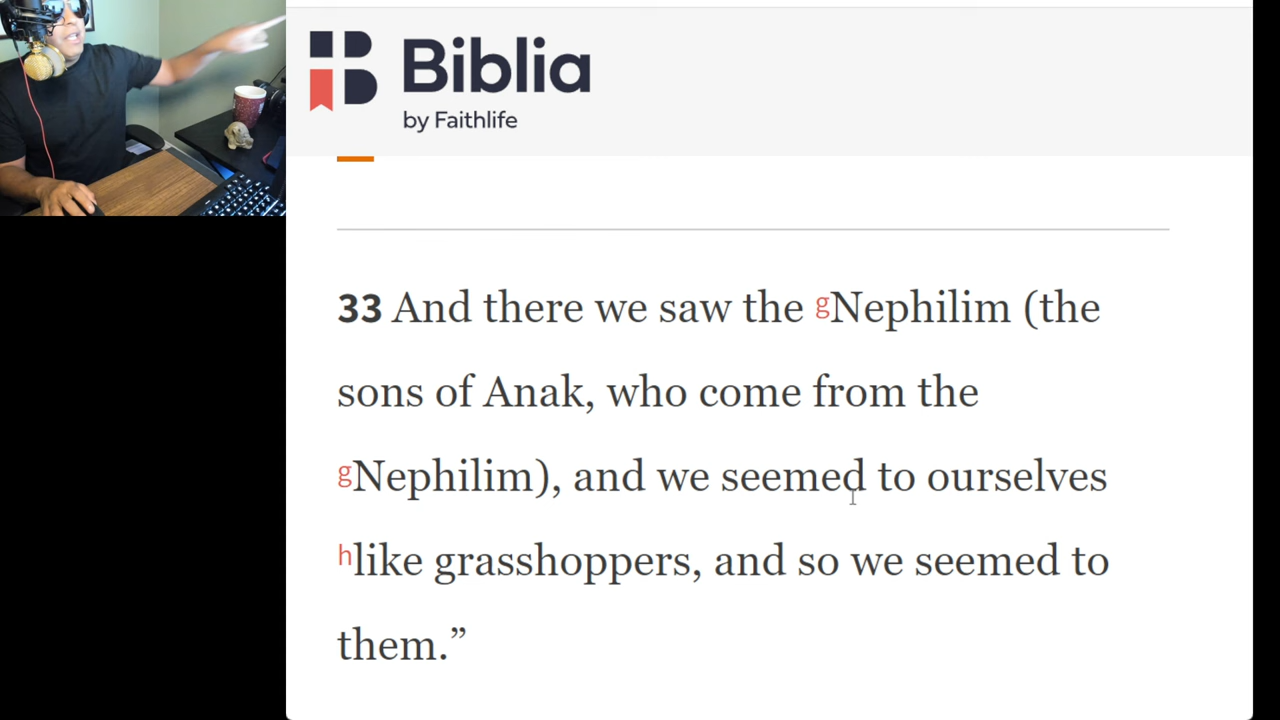 Biblia
by Faithlife
33 And there we saw the gNephilim (the
sons of Anak, who come from the
gNephilim), and we seemed to ourselves
hlike grasshoppers, and so we seemed to
them.”